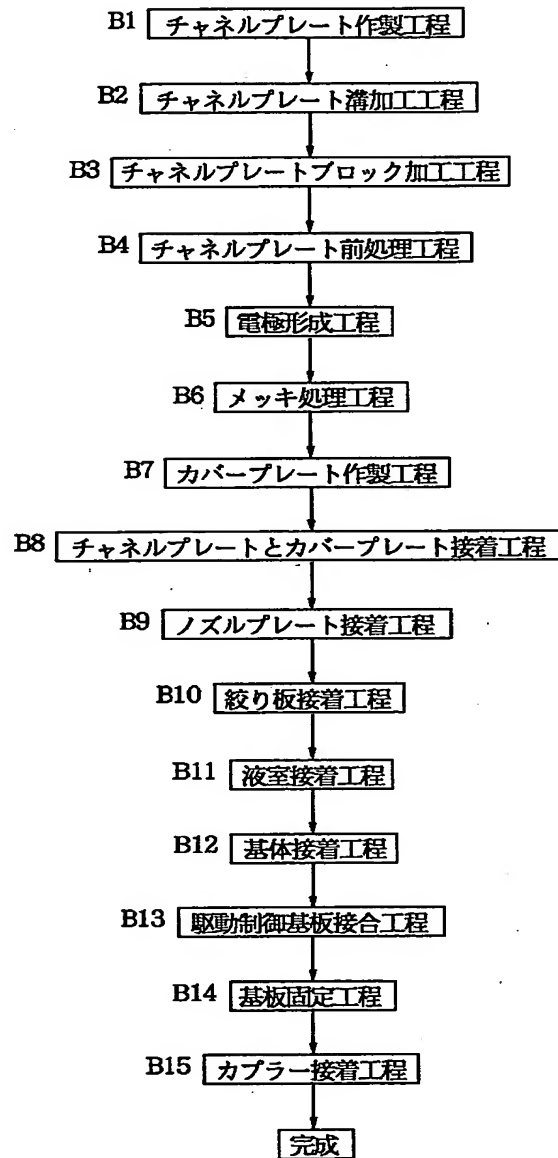 B1 チャネルプレート作製工程
B2 チャネルプレート溝加工工程
B3 チャネルプレートブロック加工工程
B4 チャネルプレート前処理工程
B5 電極形成工程
B6 メッキ処理工程
B7 カバープレート作製工程
B8 チャネルプレートとカバープレート接着工程
B9 ノズルプレート接着工程
B10 絞り板接着工程
B11 液室接着工程
B12 基体接着工程
B13 駆動制御基板接合工程
B14 基板固定工程
B15 カプラー接着工程
完成